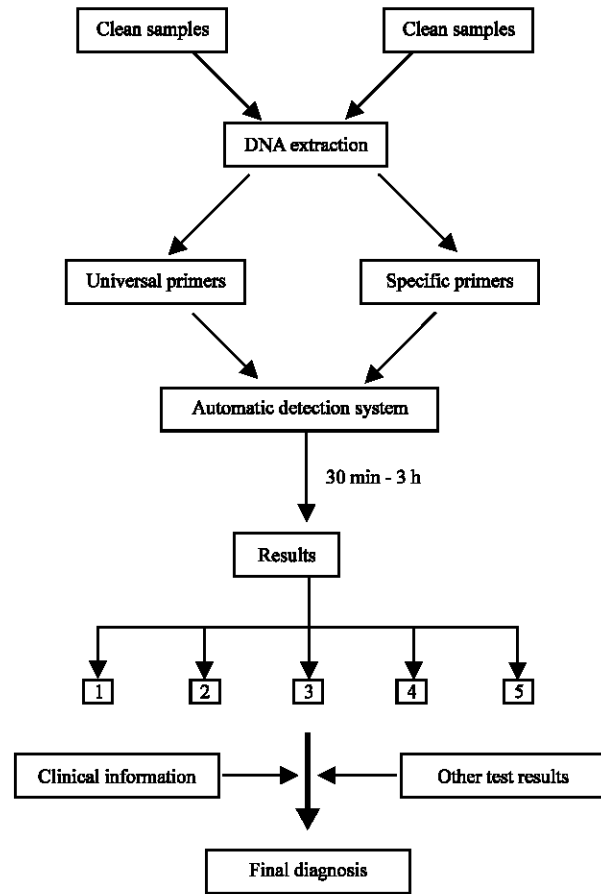 Clean samples
Clean samples
DNA extraction
Universal primers
Specific primers
Automatic detection system
30 min - 3 h
Results
1
2
3
4
5
Clinical information
Other test results
Final diagnosis